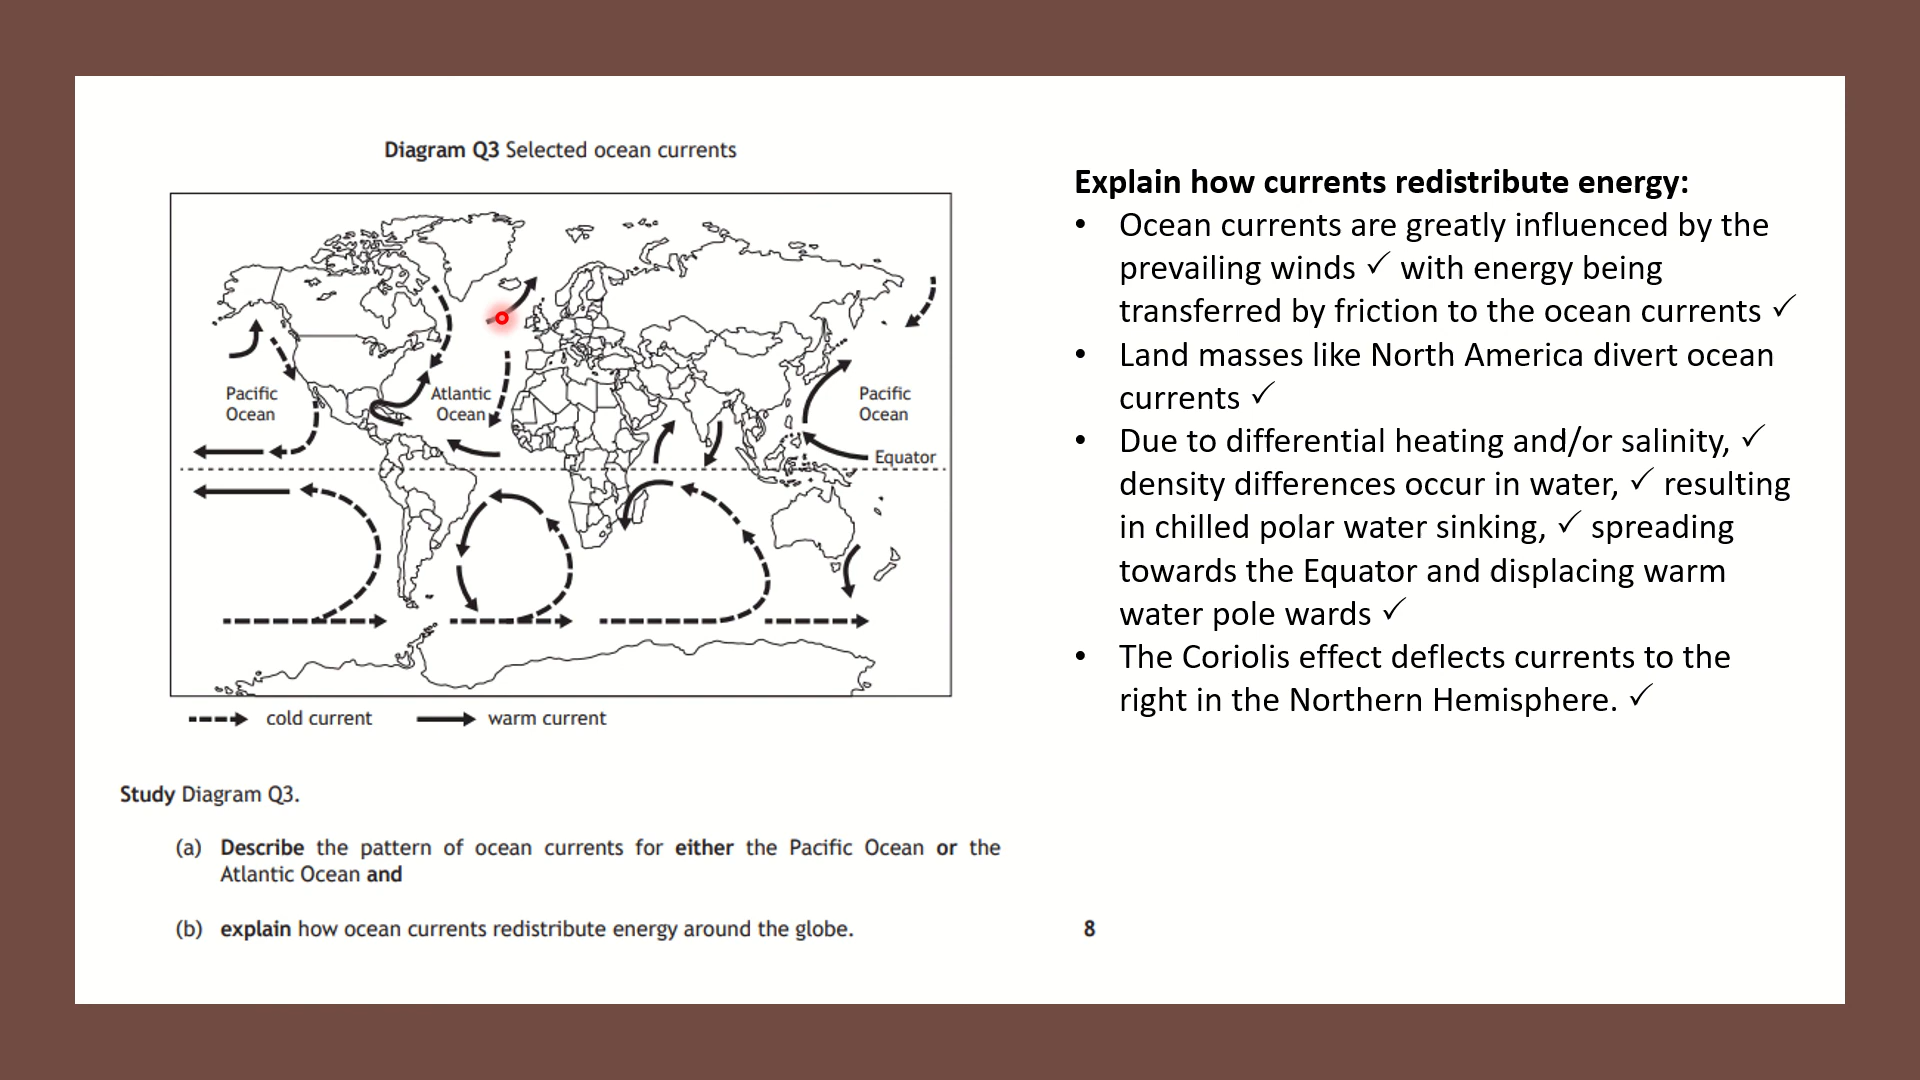 Diagram Q3 Selected ocean currents
Pacific
Ocean
Atlantic
Ocean
Pacific
Ocean
Equator
cold current
warm current
Study Diagram Q3.
(a) Describe the pattern of ocean currents for either the Pacific Ocean or the
Atlantic Ocean and
(b) explain how ocean currents redistribute energy around the globe.
8
Explain how currents redistribute energy:
• Ocean currents are greatly influenced by the
prevailing winds ✓ with energy being
transferred by friction to the ocean currents ✓
• Land masses like North America divert ocean
currents ✓
• Due to differential heating and/or salinity, ✓
density differences occur in water, ✓ resulting
in chilled polar water sinking, ✓ spreading
towards the Equator and displacing warm
water pole wards ✓
• The Coriolis effect deflects currents to the
right in the Northern Hemisphere. ✓